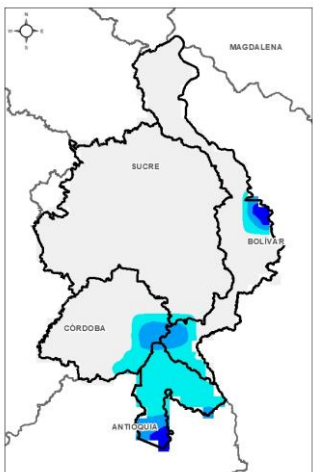 N
O E
S
MAGDALENA
SUCRE
BOLÍVAR
CÓRDOBA
ANTIOQUIA